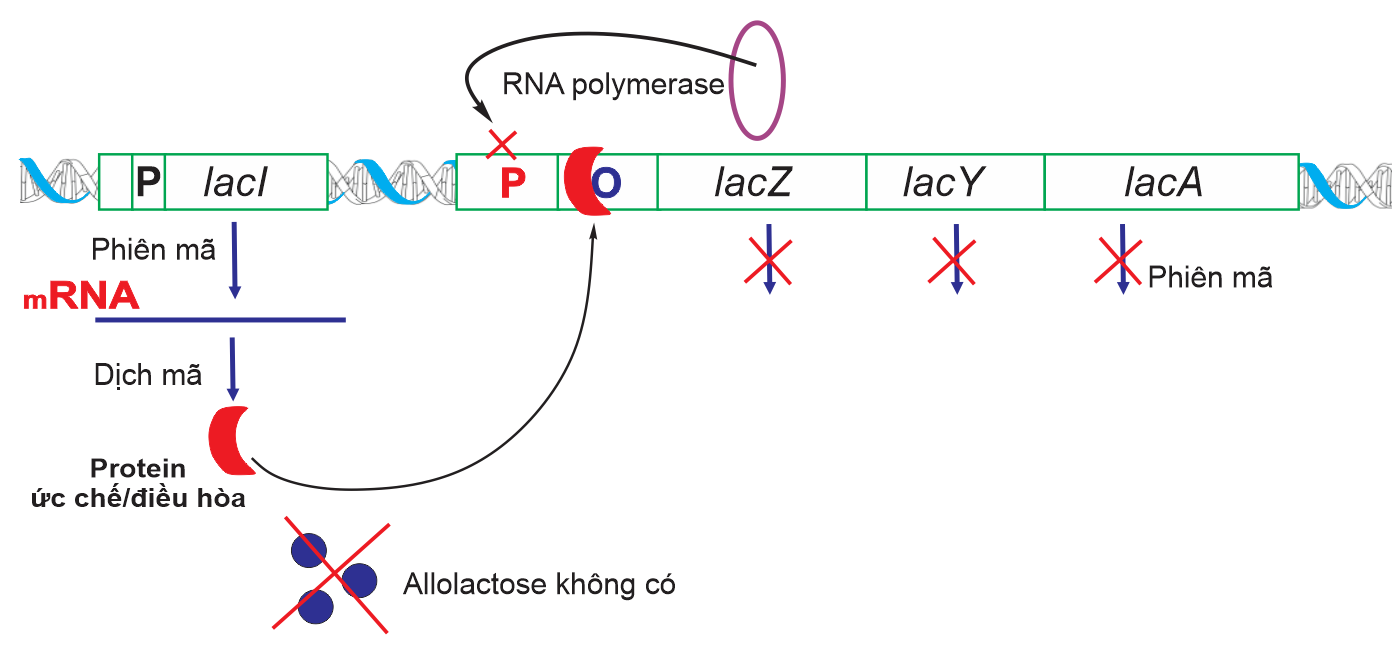 RNA polymerase
P lacI P O lacZ lacY lacA
Phiên mã
mRNA
Phiên mã
Dịch mã
Protein
ức chế/điều hòa
Allolactose không có